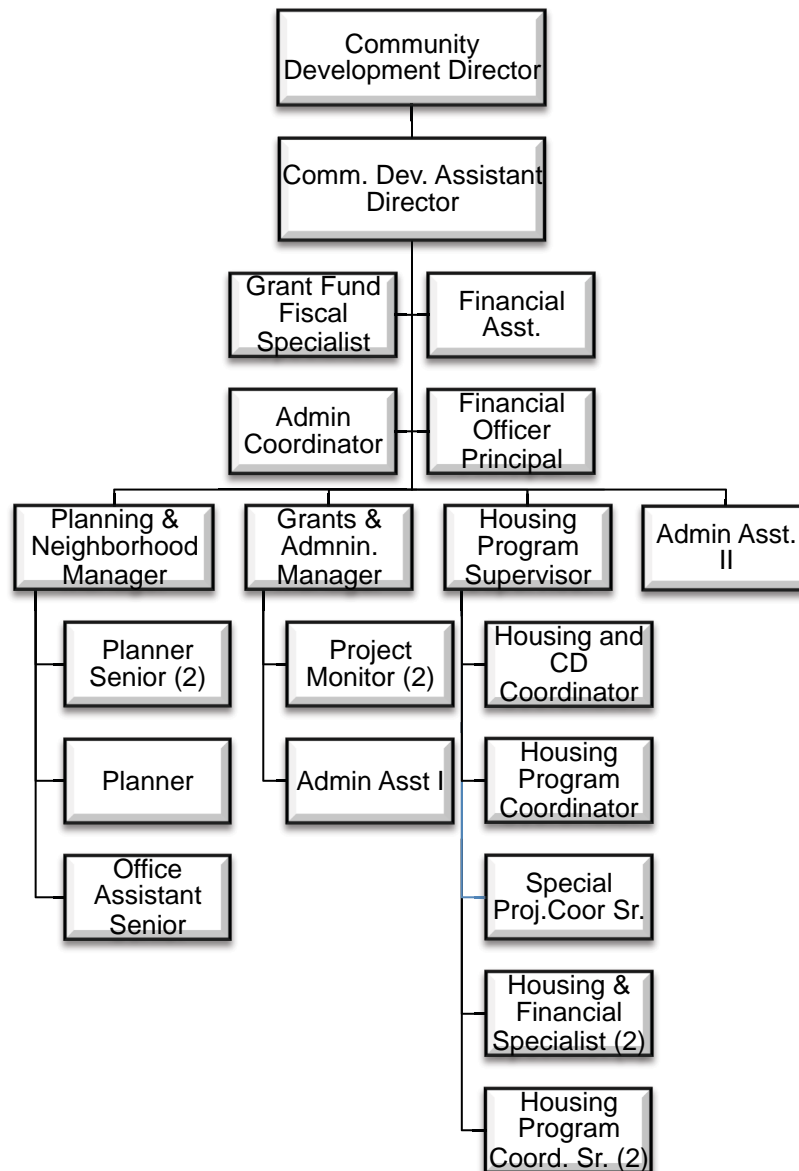 Community
Development Director
Comm. Dev. Assistant
Director
Grant Fund
Fiscal
Specialist
Financial
Asst.
Admin
Coordinator
Financial
Officer
Principal
Planning &
Neighborhood
Manager
Grants &
Admnin.
Manager
Housing
Program
Supervisor
Admin Asst.
II
Planner
Senior (2)
Project
Monitor (2)
Housing and
CD
Coordinator
Planner
Admin Asst I
Housing
Program
Coordinator
Office
Assistant
Senior
Special
Proj.Coor Sr.
Housing &
Financial
Specialist (2)
Housing
Program
Coord. Sr. (2)